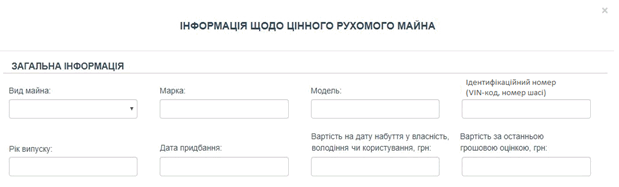 ×
ІНФОРМАЦІЯ ЩОДО ЦІННОГО РУХОМОГО МАЙНА
ЗАГАЛЬНА ІНФОРМАЦІЯ
Вид майна:
Марка:
Модель:
Ідентифікаційний номер
(VIN-код, номер шасі)
Рік випуску:
Дата придбання:
Вартість на дату набуття у власність,
володіння чи користування, грн:
Вартість за останньою
грошовою оцінкою, грн: